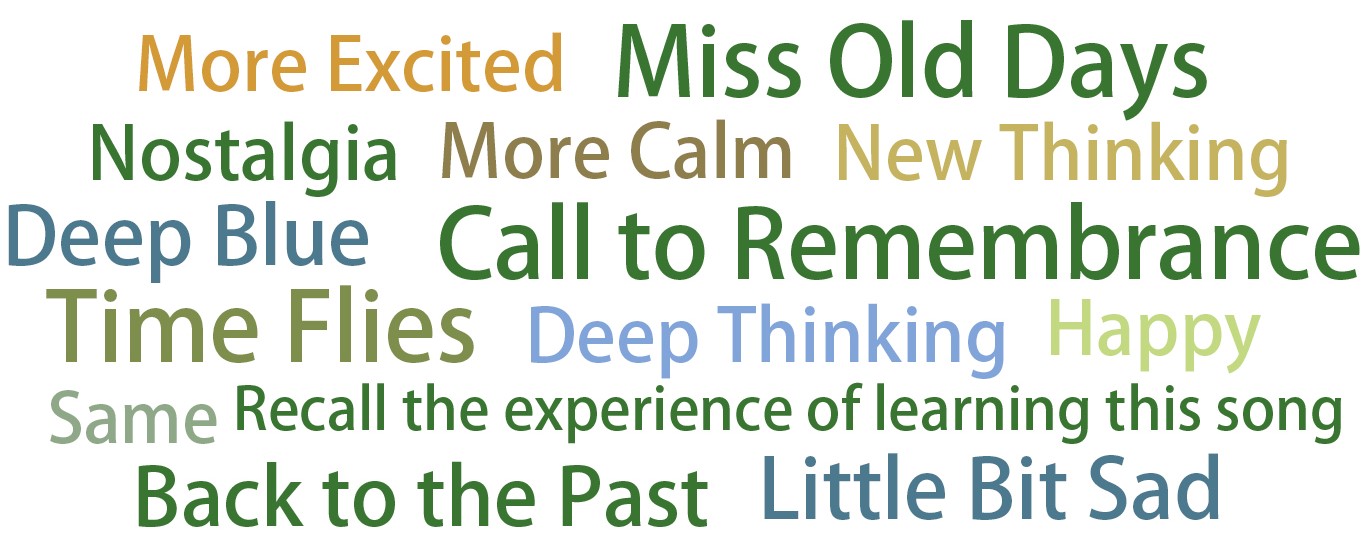 More Excited Miss Old Days
Nostalgia More Calm New Thinking
Deep Blue Call to Remembrance
Time Flies Deep Thinking Happy
Same Recall the experience of learning this song
Back to the Past Little Bit Sad